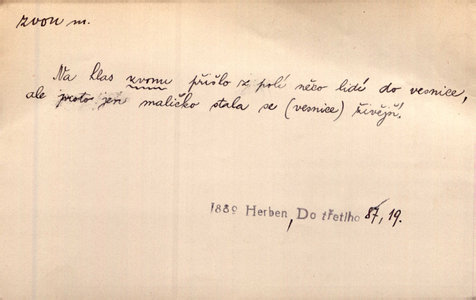 zvon m.
Na hlas zvonu přišlo z polí něco lidí do vesnice,
ale proto jen maličko stala se (vesnice) živější.
1889 Herben, Do třetího 87, 19.